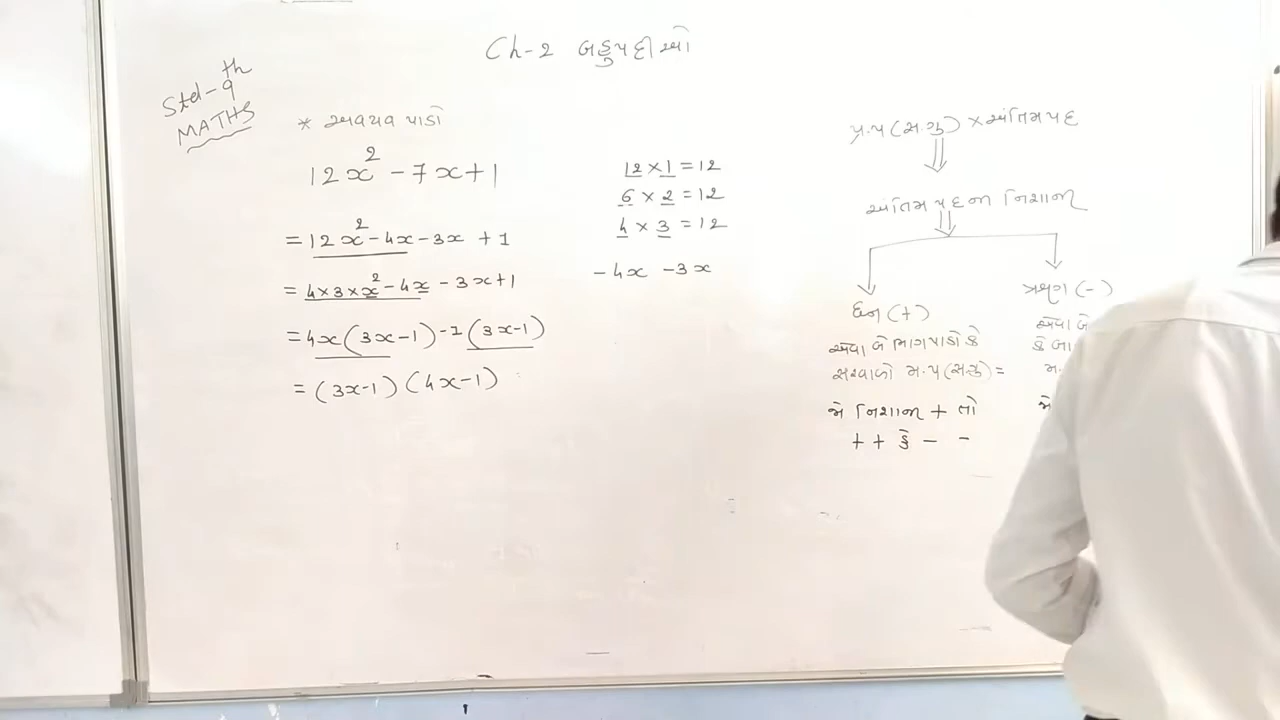 Ch-2 બહુપદીઓ
Std-9th
MATHS
* અવયવ પાડો
12x² - 7x + 1
= 12x² - 4x - 3x + 1
= 4×3×x² - 4x - 3x + 1
= 4x(3x-1) - 1(3x-1)
= (3x-1) (4x-1)
12 × 1 = 12
6 × 2 = 12
4 × 3 = 12
-4x -3x
પ્ર.પ (સ.ગુ) × અંતિમ પદ
અંતિમ પદના નિશાન
ધન (+)
એવા બે ભાગ પાડો કે
સરવાળો મ.પ (સ.ગુ) =
જો નિશાન + તો
+ + કે - -
ઋણ (-)
એવા બે
કે બા
મ.
જો